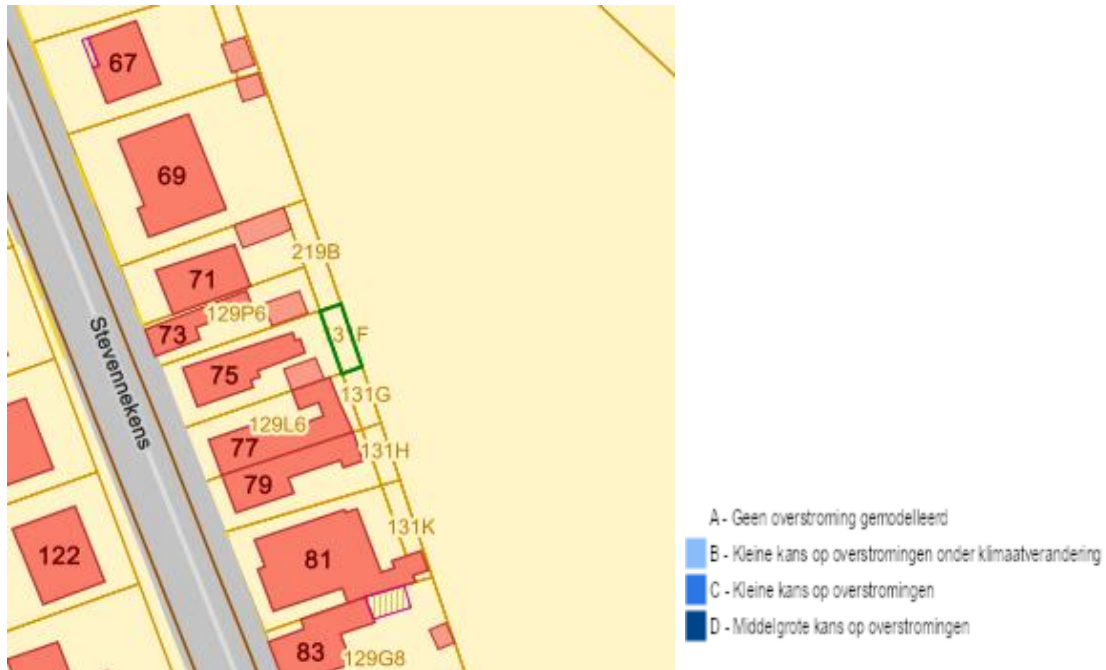 67
69
219B
71
129P6
73
Stevennekens
75
131G
129L6
77
131H
79
131K
122
81
83
129G8
A - Geen overstroming gemodelleerd
B - Kleine kans op overstromingen onder klimaatverandering
C - Kleine kans op overstromingen
D - Middelgrote kans op overstromingen